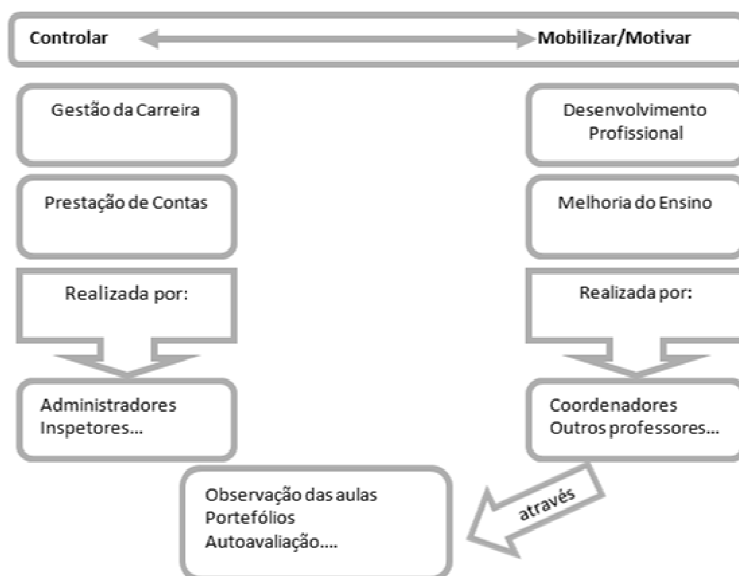 Controlar
Mobilizar/Motivar
Gestão da Carreira
Desenvolvimento
Profissional
Prestação de Contas
Melhoria do Ensino
Realizada por:
Realizada por:
Administradores
Inspetores...
Coordenadores
Outros professores...
Observação das aulas
Portefólios
Autoavaliação....
através